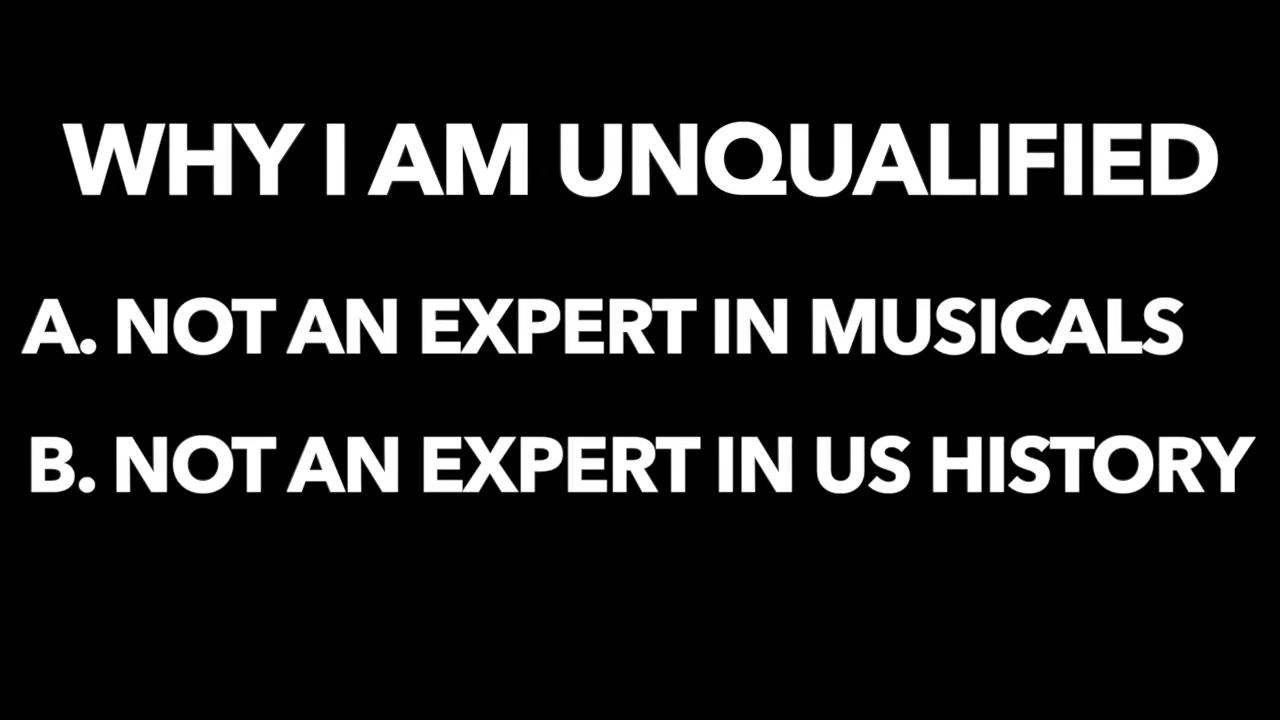 WHY I AM UNQUALIFIED
A. NOT AN EXPERT IN MUSICALS
B. NOT AN EXPERT IN US HISTORY